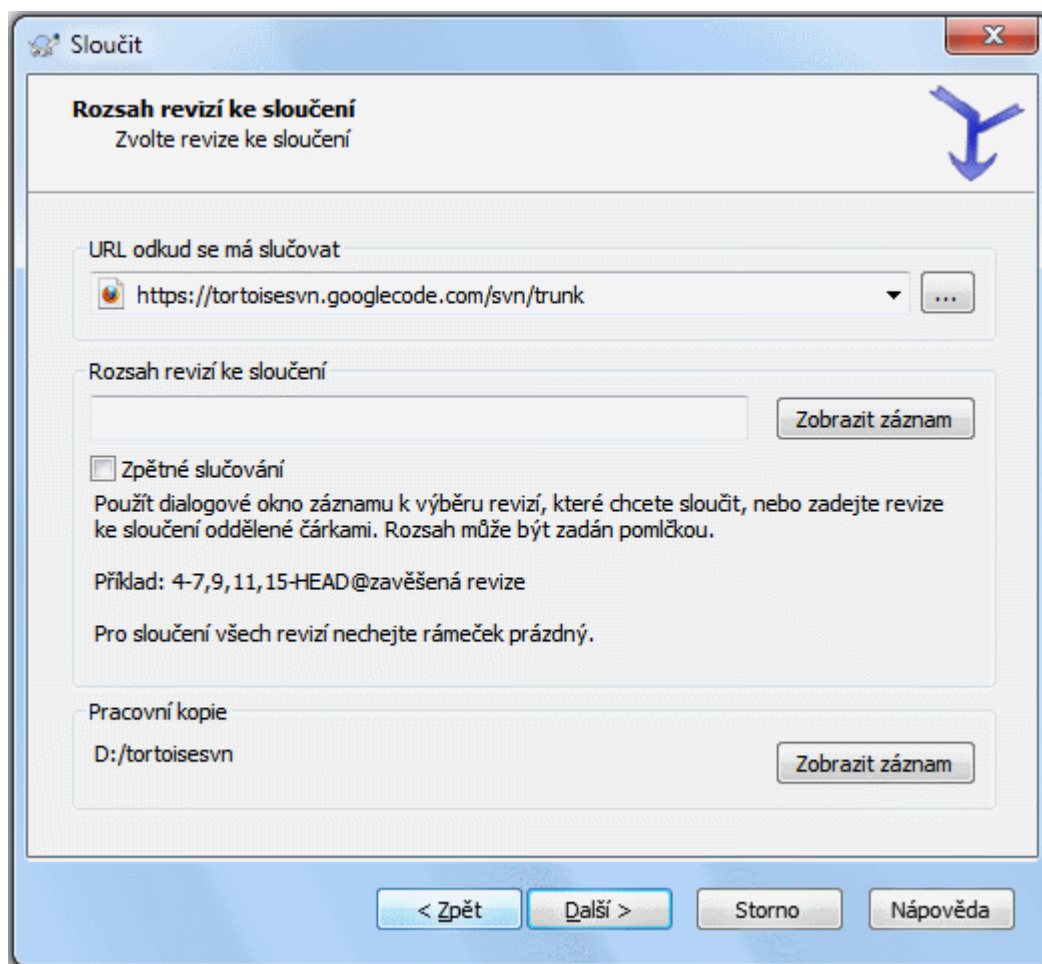 Sloučit
Rozsah revizí ke sloučení
Zvolte revize ke sloučení
URL odkud se má slučovat
https://tortoisesvn.googlecode.com/svn/trunk
...
Rozsah revizí ke sloučení
Zobrazit záznam
Zpětné slučování
Použít dialogové okno záznamu k výběru revizí, které chcete sloučit, nebo zadejte revize
ke sloučení oddělené čárkami. Rozsah může být zadán pomlčkou.
Příklad: 4-7,9,11,15-HEAD@zavěšená revize
Pro sloučení všech revizí nechejte rámeček prázdný.
Pracovní kopie
D:/tortoisesvn
Zobrazit záznam
< Zpět
Další >
Storno
Nápověda